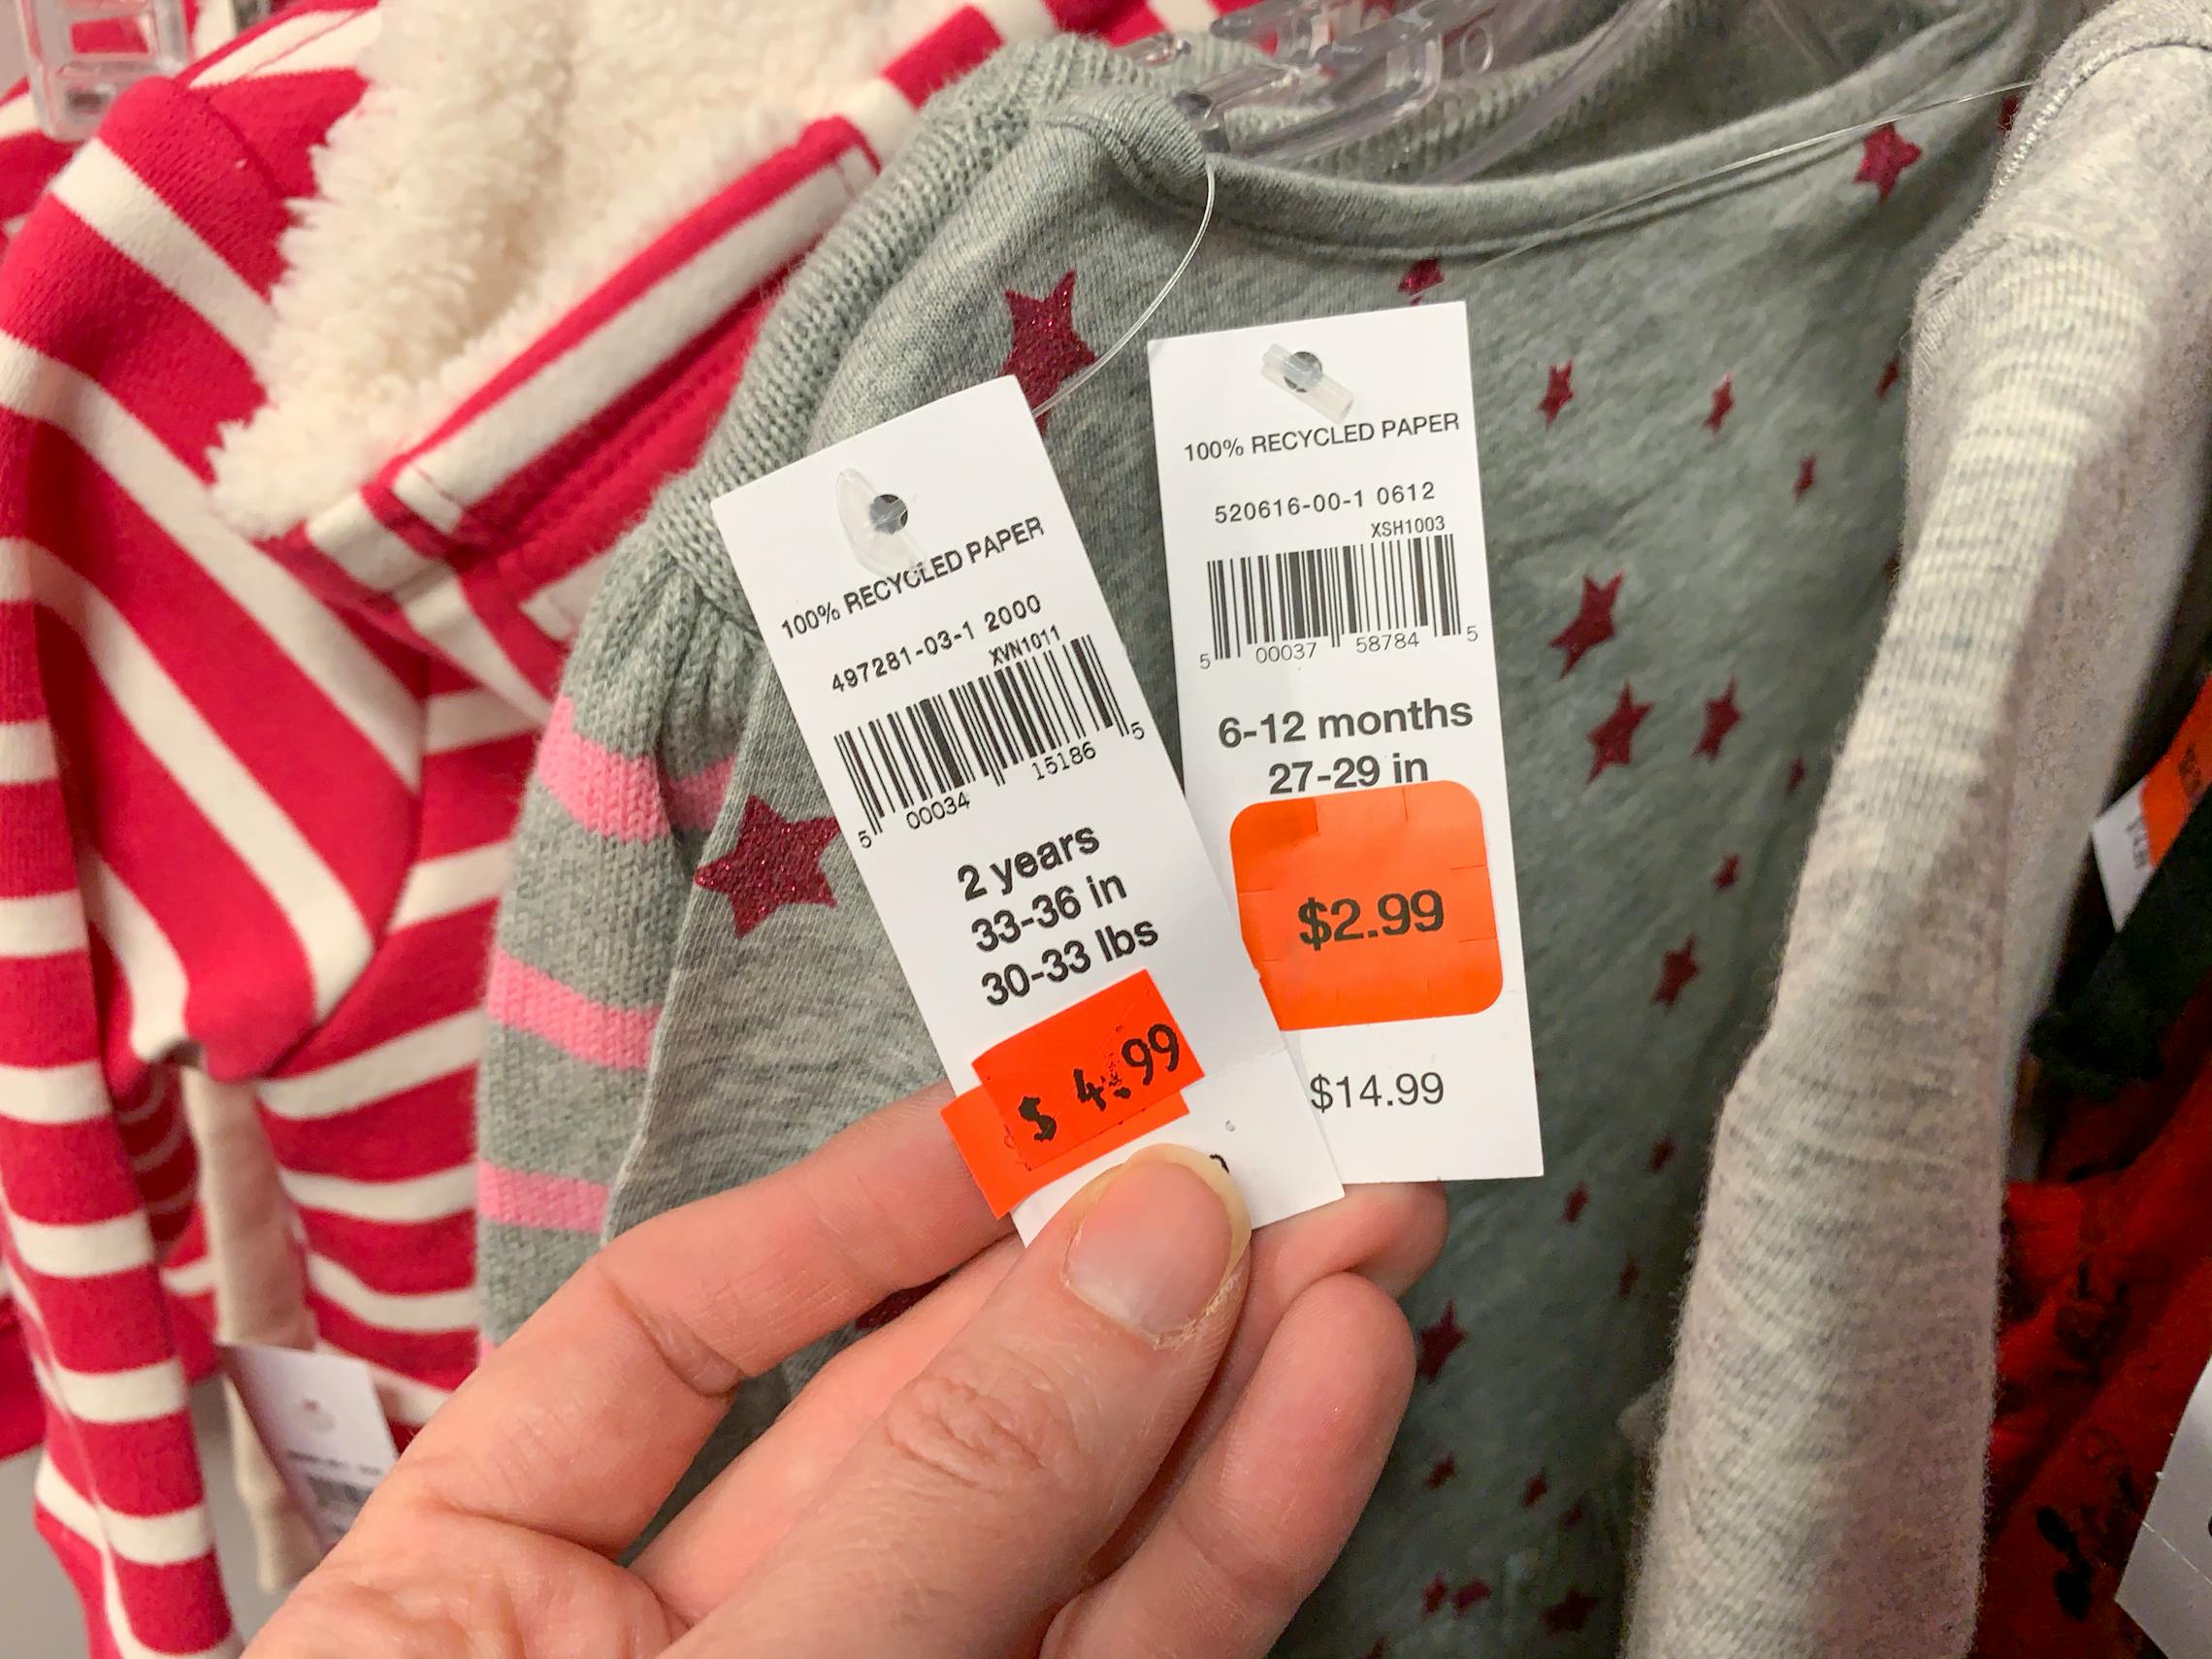 100% RECYCLED PAPER
497281-03-1 2000
XVN1011
5 00034 15186 5
2 years
33-36 in
30-33 lbs
$ 4.99
100% RECYCLED PAPER
520616-00-1 0612
XSH1003
5 00037 58784 5
6-12 months
27-29 in
$2.99
$14.99